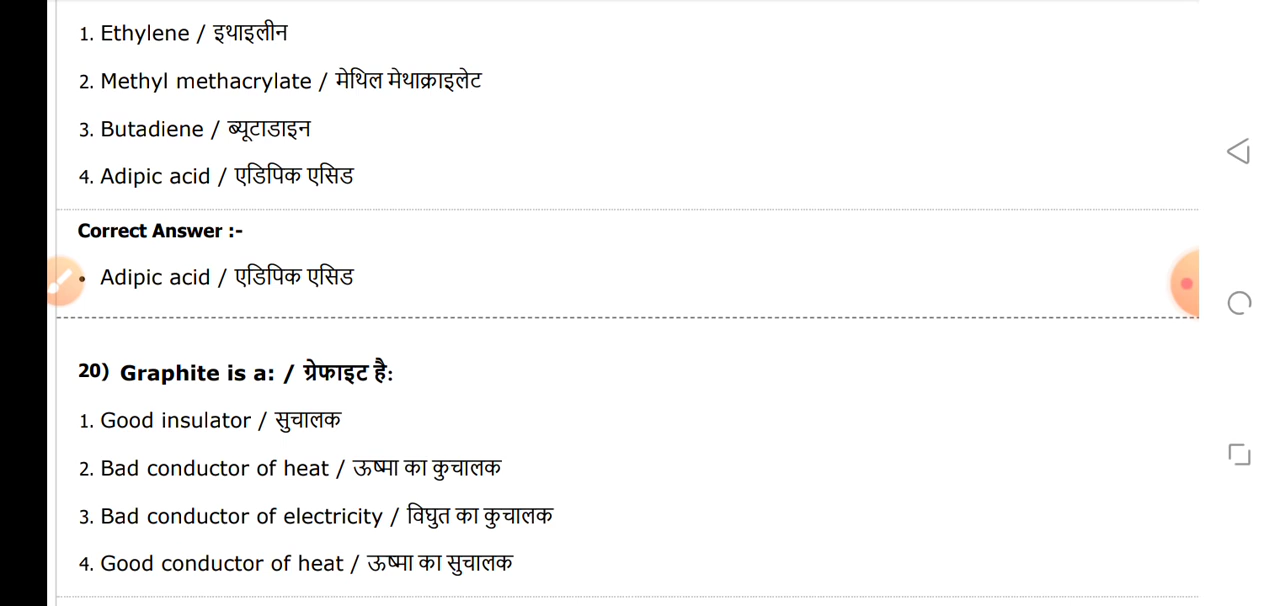 1. Ethylene / इथाइलीन
2. Methyl methacrylate / मेथिल मेथाक्राइलेट
3. Butadiene / ब्यूटाडाइन
4. Adipic acid / एडिपिक एसिड
Correct Answer :-
• Adipic acid / एडिपिक एसिड
20) Graphite is a: / ग्रेफाइट है:
1. Good insulator / सुचालक
2. Bad conductor of heat / ऊष्मा का कुचालक
3. Bad conductor of electricity / विघुत का कुचालक
4. Good conductor of heat / ऊष्मा का सुचालक